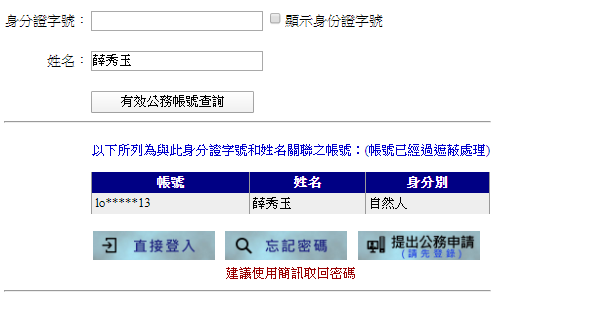 身分證字號： 顯示身份證字號
姓名： 薛秀玉
有效公務帳號查詢
以下所列為與此身分證字號和姓名關聯之帳號：(帳號已經過遮蔽處理)
帳號 姓名 身分別
lo*****13 薛秀玉 自然人
直接登入 忘記密碼 提出公務申請
(請先登錄)
建議使用簡訊取回密碼